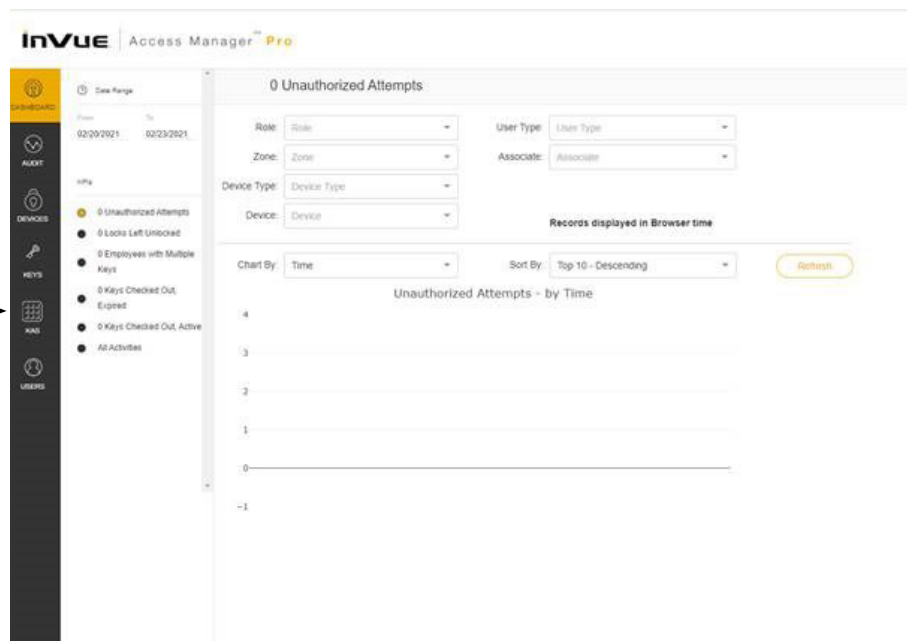 InVue Access Manager™ Pro
DASHBOARD
AUDIT
DEVICES
KEYS
KAS
USERS
Date Range
From To
02/20/2021 02/23/2021
KPIs
0 Unauthorized Attempts
0 Locks Left Unlocked
0 Employees with Multiple
Keys
0 Keys Checked Out,
Expired
0 Keys Checked Out, Active
All Activities
0 Unauthorized Attempts
Role: Role User Type: User Type
Zone: Zone Associate: Associate
Device Type: Device Type
Device: Device Records displayed in Browser time
Chart By: Time Sort By: Top 10 - Descending Refresh
Unauthorized Attempts - by Time
4
3
2
1
0
−1